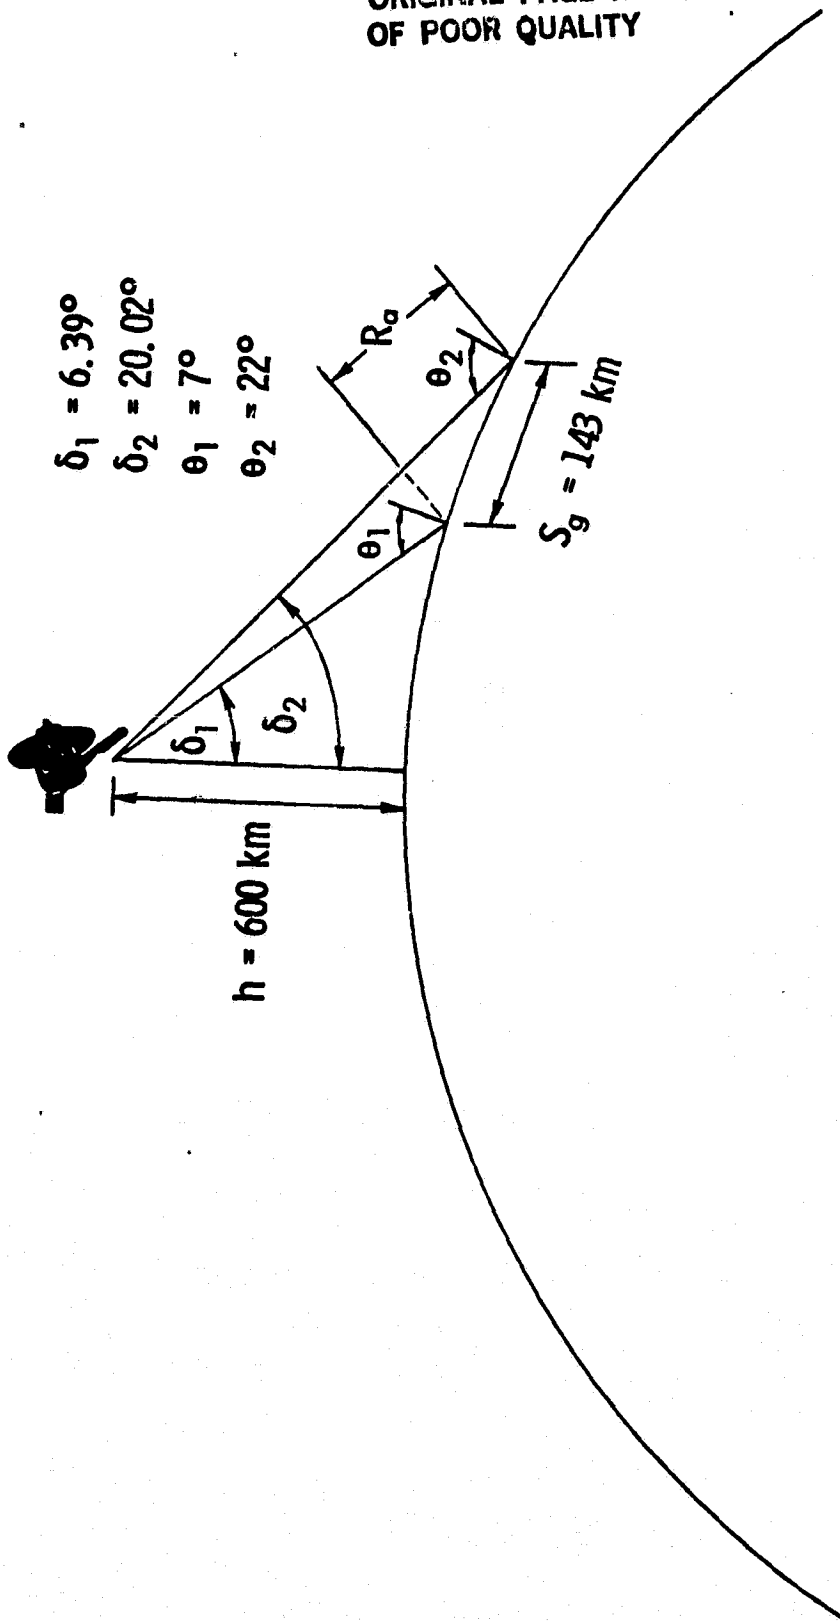 OF POOR QUALITY
δ₁ = 6.39°
δ₂ = 20.02°
θ₁ = 7°
θ₂ = 22°
Rₐ
θ₂
θ₁
δ₁
δ₂
S_g = 143 km
h = 600 km